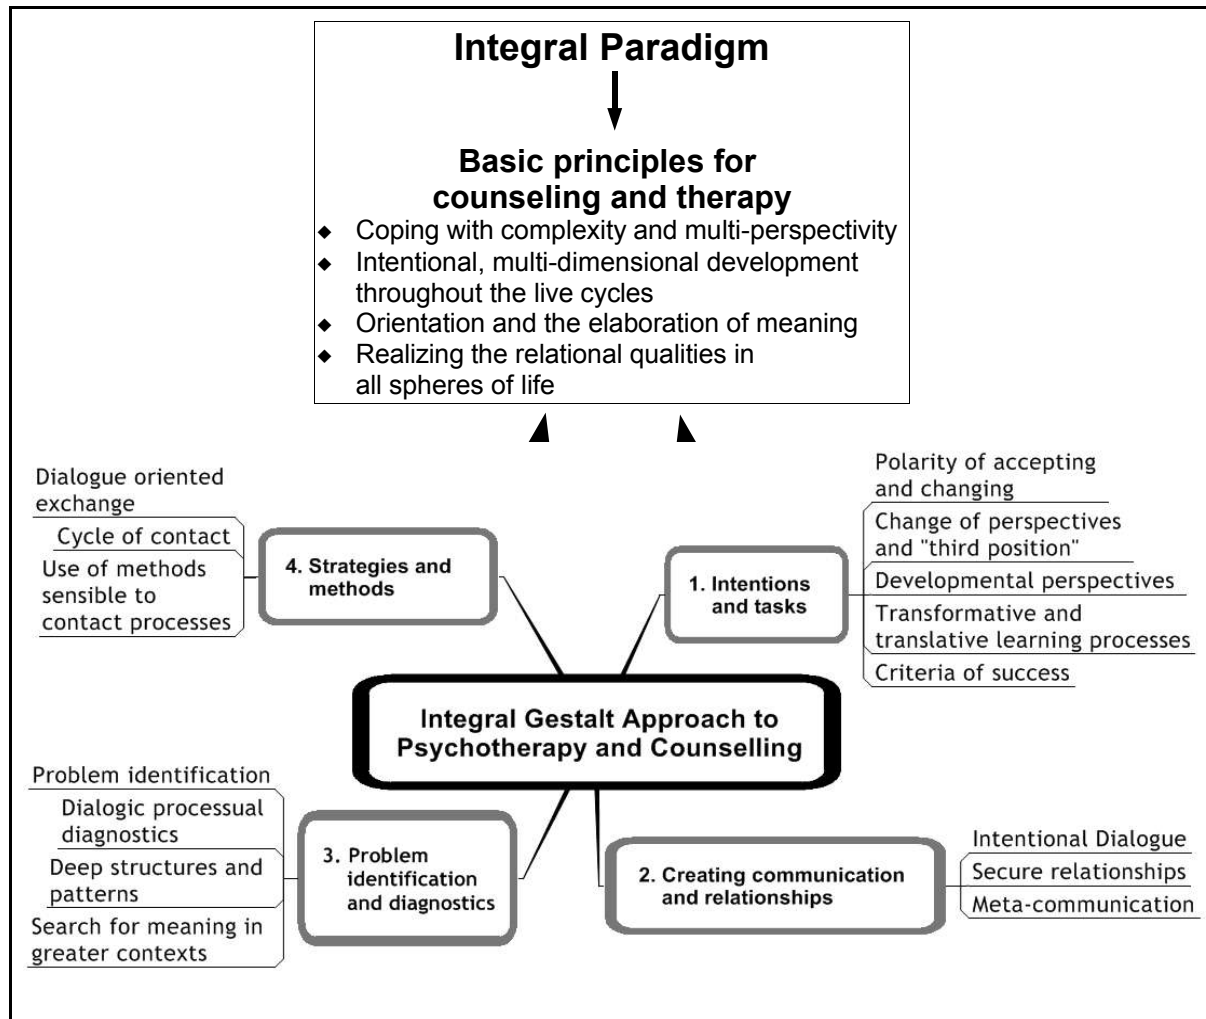 Integral Paradigm
Basic principles for
counseling and therapy
◆ Coping with complexity and multi-perspectivity
◆ Intentional, multi-dimensional development
throughout the live cycles
◆ Orientation and the elaboration of meaning
◆ Realizing the relational qualities in
all spheres of life
Dialogue oriented
exchange
Cycle of contact
Use of methods
sensible to
contact processes
4. Strategies and
methods
1. Intentions
and tasks
Polarity of accepting
and changing
Change of perspectives
and "third position"
Developmental perspectives
Transformative and
translative learning processes
Criteria of success
Integral Gestalt Approach to
Psychotherapy and Counselling
Problem identification
Dialogic processual
diagnostics
Deep structures and
patterns
Search for meaning in
greater contexts
3. Problem
identification
and diagnostics
2. Creating communication
and relationships
Intentional Dialogue
Secure relationships
Meta-communication